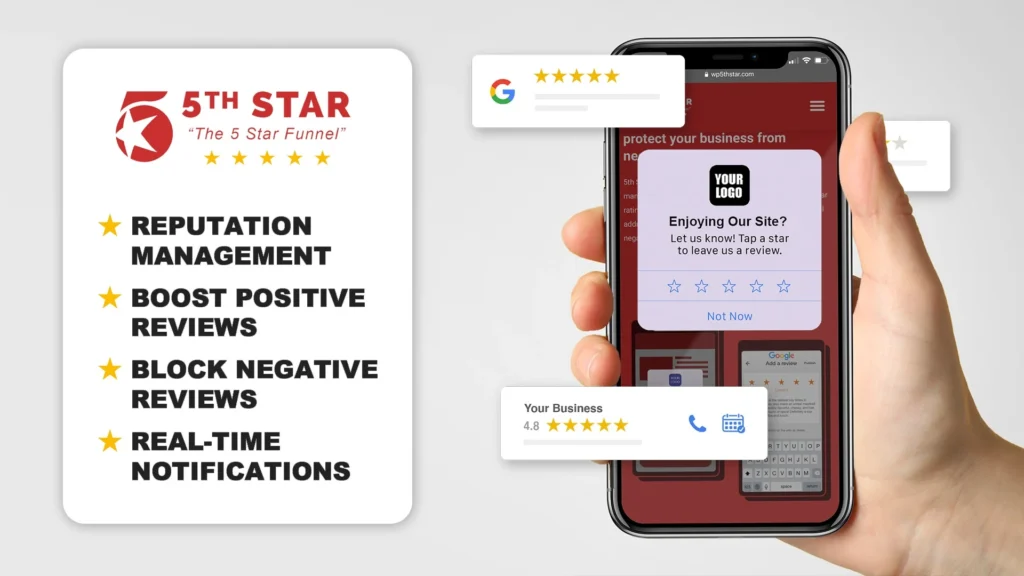 5TH STAR
"The 5 Star Funnel"
REPUTATION
MANAGEMENT
BOOST POSITIVE
REVIEWS
BLOCK NEGATIVE
REVIEWS
REAL-TIME
NOTIFICATIONS
wp5thstar.com
protect your business from
YOUR
LOGO
Enjoying Our Site?
Let us know! Tap a star
to leave us a review.
Not Now
Your Business
4.8
Google
Add a review